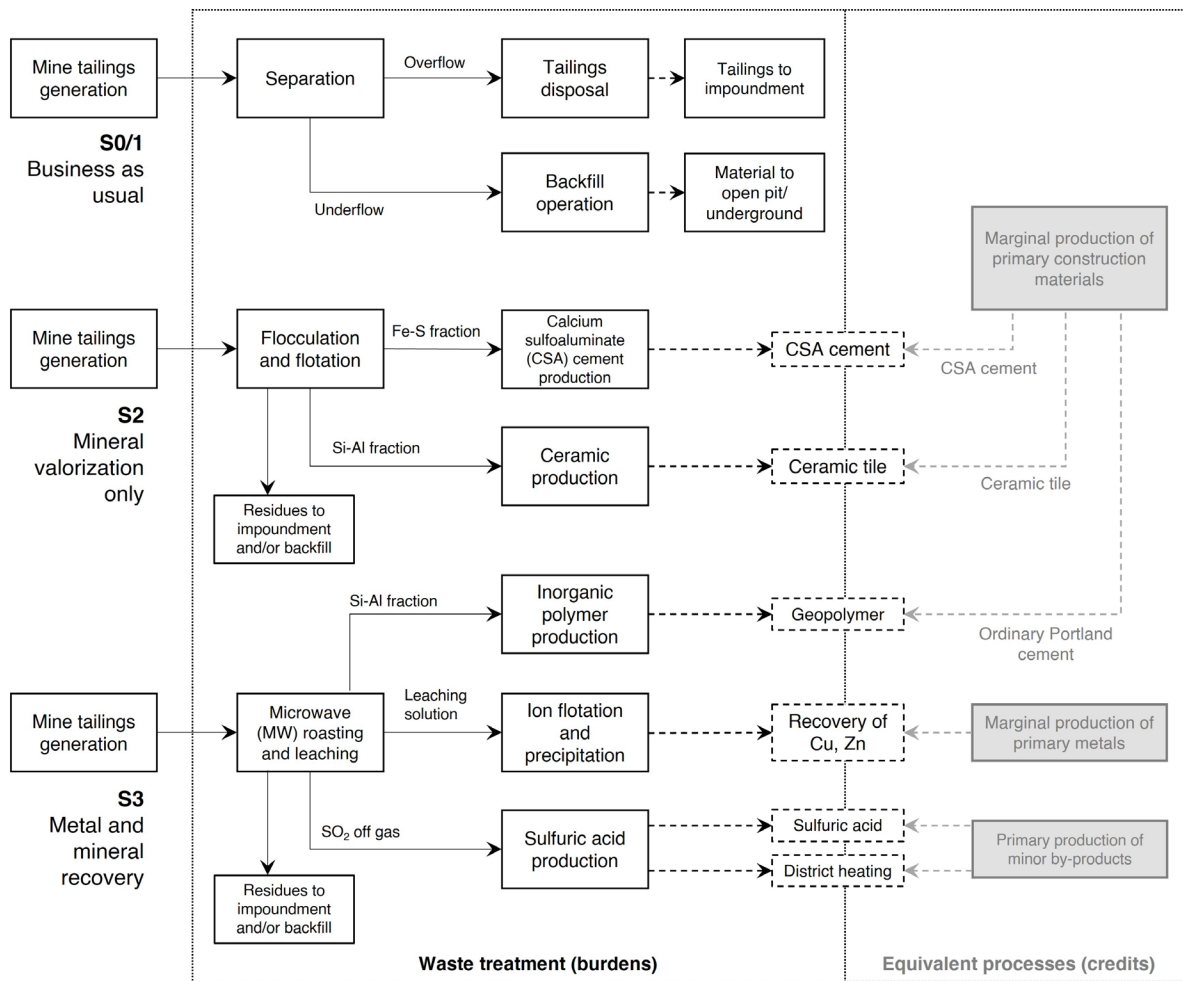 Mine tailings
generation
S0/1
Business as
usual
Separation
Overflow
Underflow
Tailings
disposal
Tailings to
impoundment
Backfill
operation
Material to
open pit/
underground
Marginal production of
primary construction
materials
Mine tailings
generation
S2
Mineral
valorization
only
Flocculation
and flotation
Fe-S fraction
Calcium
sulfoaluminate
(CSA) cement
production
CSA cement
CSA cement
Si-Al fraction
Ceramic
production
Ceramic tile
Ceramic tile
Residues to
impoundment
and/or backfill
Si-Al fraction
Inorganic
polymer
production
Geopolymer
Ordinary Portland
cement
Mine tailings
generation
S3
Metal and
mineral
recovery
Microwave
(MW) roasting
and leaching
Leaching
solution
Ion flotation
and
precipitation
Recovery of
Cu, Zn
Marginal production of
primary metals
SO₂ off gas
Sulfuric acid
production
Sulfuric acid
District heating
Primary production of
minor by-products
Residues to
impoundment
and/or backfill
Waste treatment (burdens)
Equivalent processes (credits)